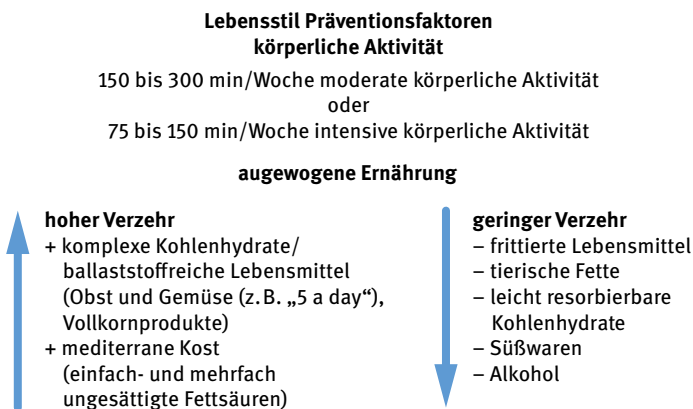 Lebensstil Präventionsfaktoren
körperliche Aktivität
150 bis 300 min/Woche moderate körperliche Aktivität
oder
75 bis 150 min/Woche intensive körperliche Aktivität
augewogene Ernährung
hoher Verzehr
+ komplexe Kohlenhydrate/
ballaststoffreiche Lebensmittel
(Obst und Gemüse (z. B. „5 a day“),
Vollkornprodukte)
+ mediterrane Kost
(einfach- und mehrfach
ungesättigte Fettsäuren)
geringer Verzehr
– frittierte Lebensmittel
– tierische Fette
– leicht resorbierbare
Kohlenhydrate
– Süßwaren
– Alkohol